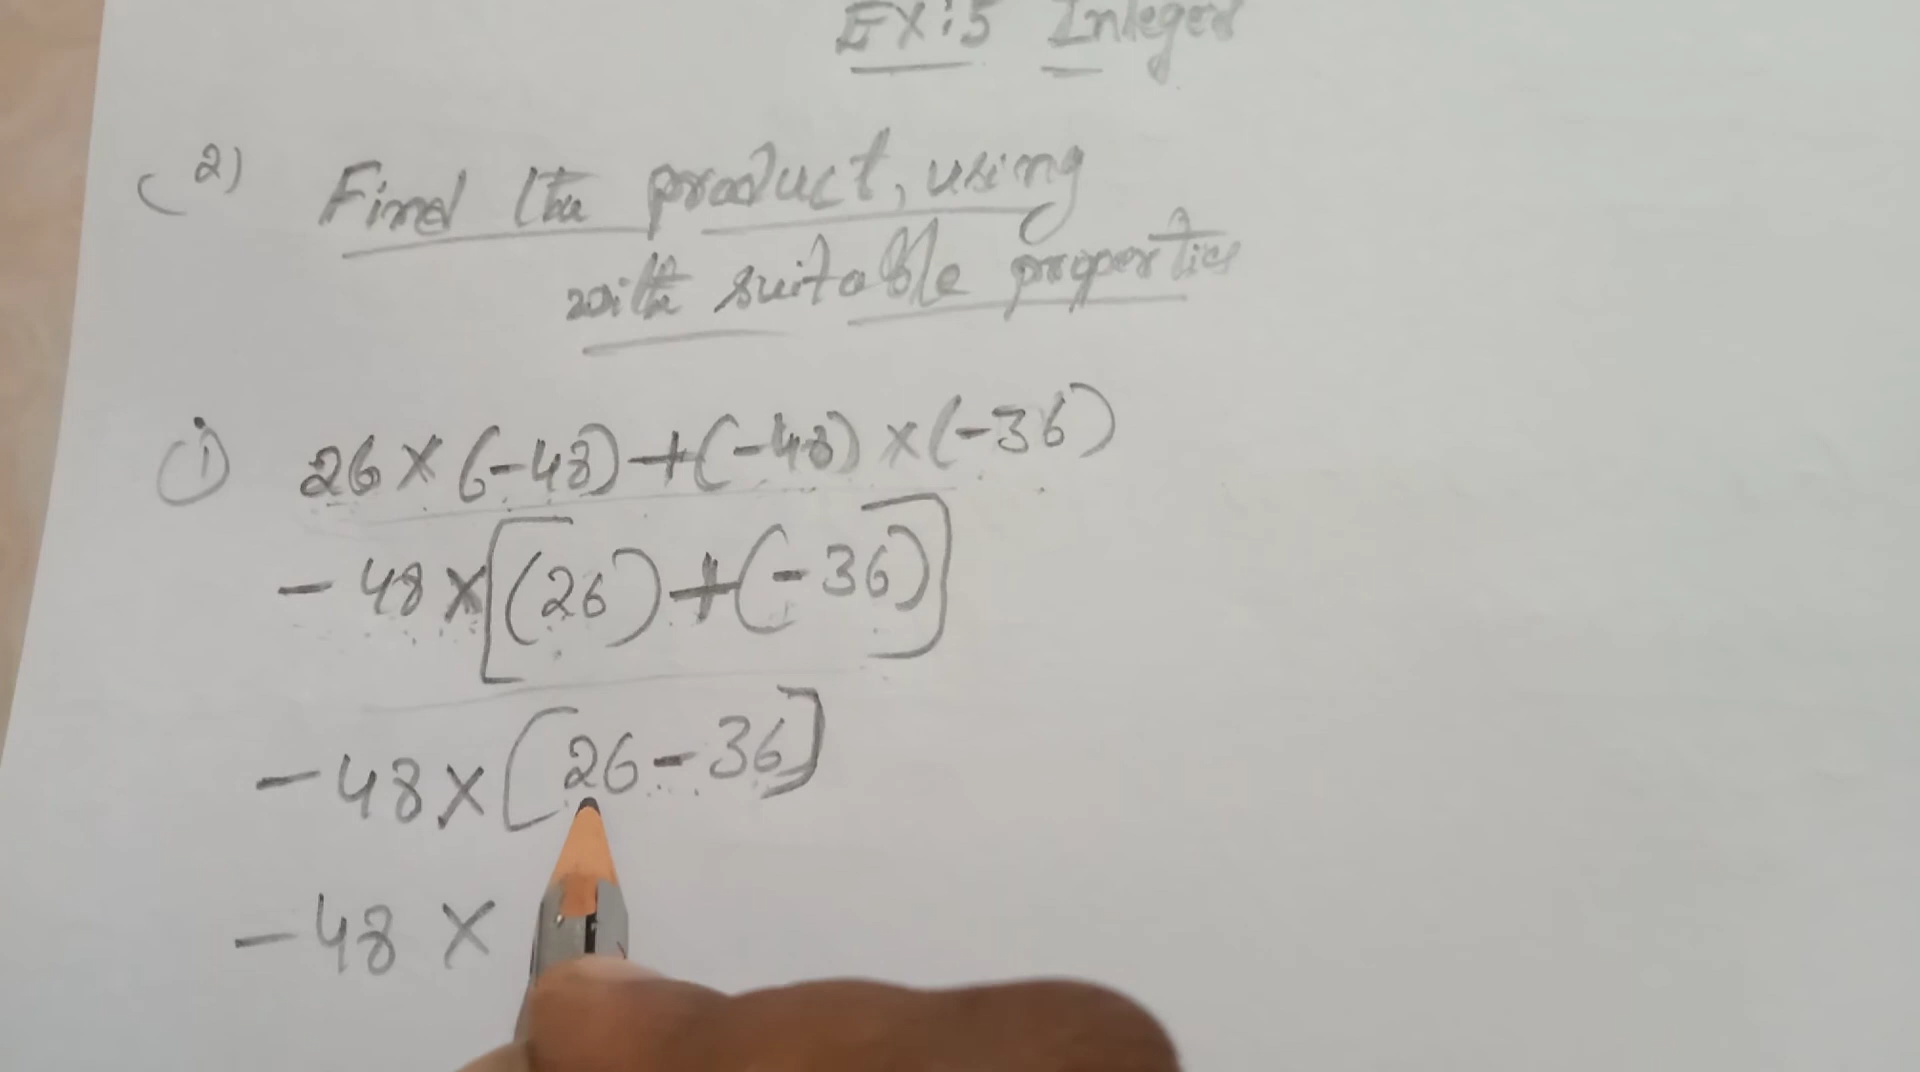 EX:5 Integers
2) Find the product, using
with suitable properties
(i) 26 × (-48) + (-48) × (-36)
- 48 × [(26) + (-36)]
- 48 × [26 - 36]
- 48 ×